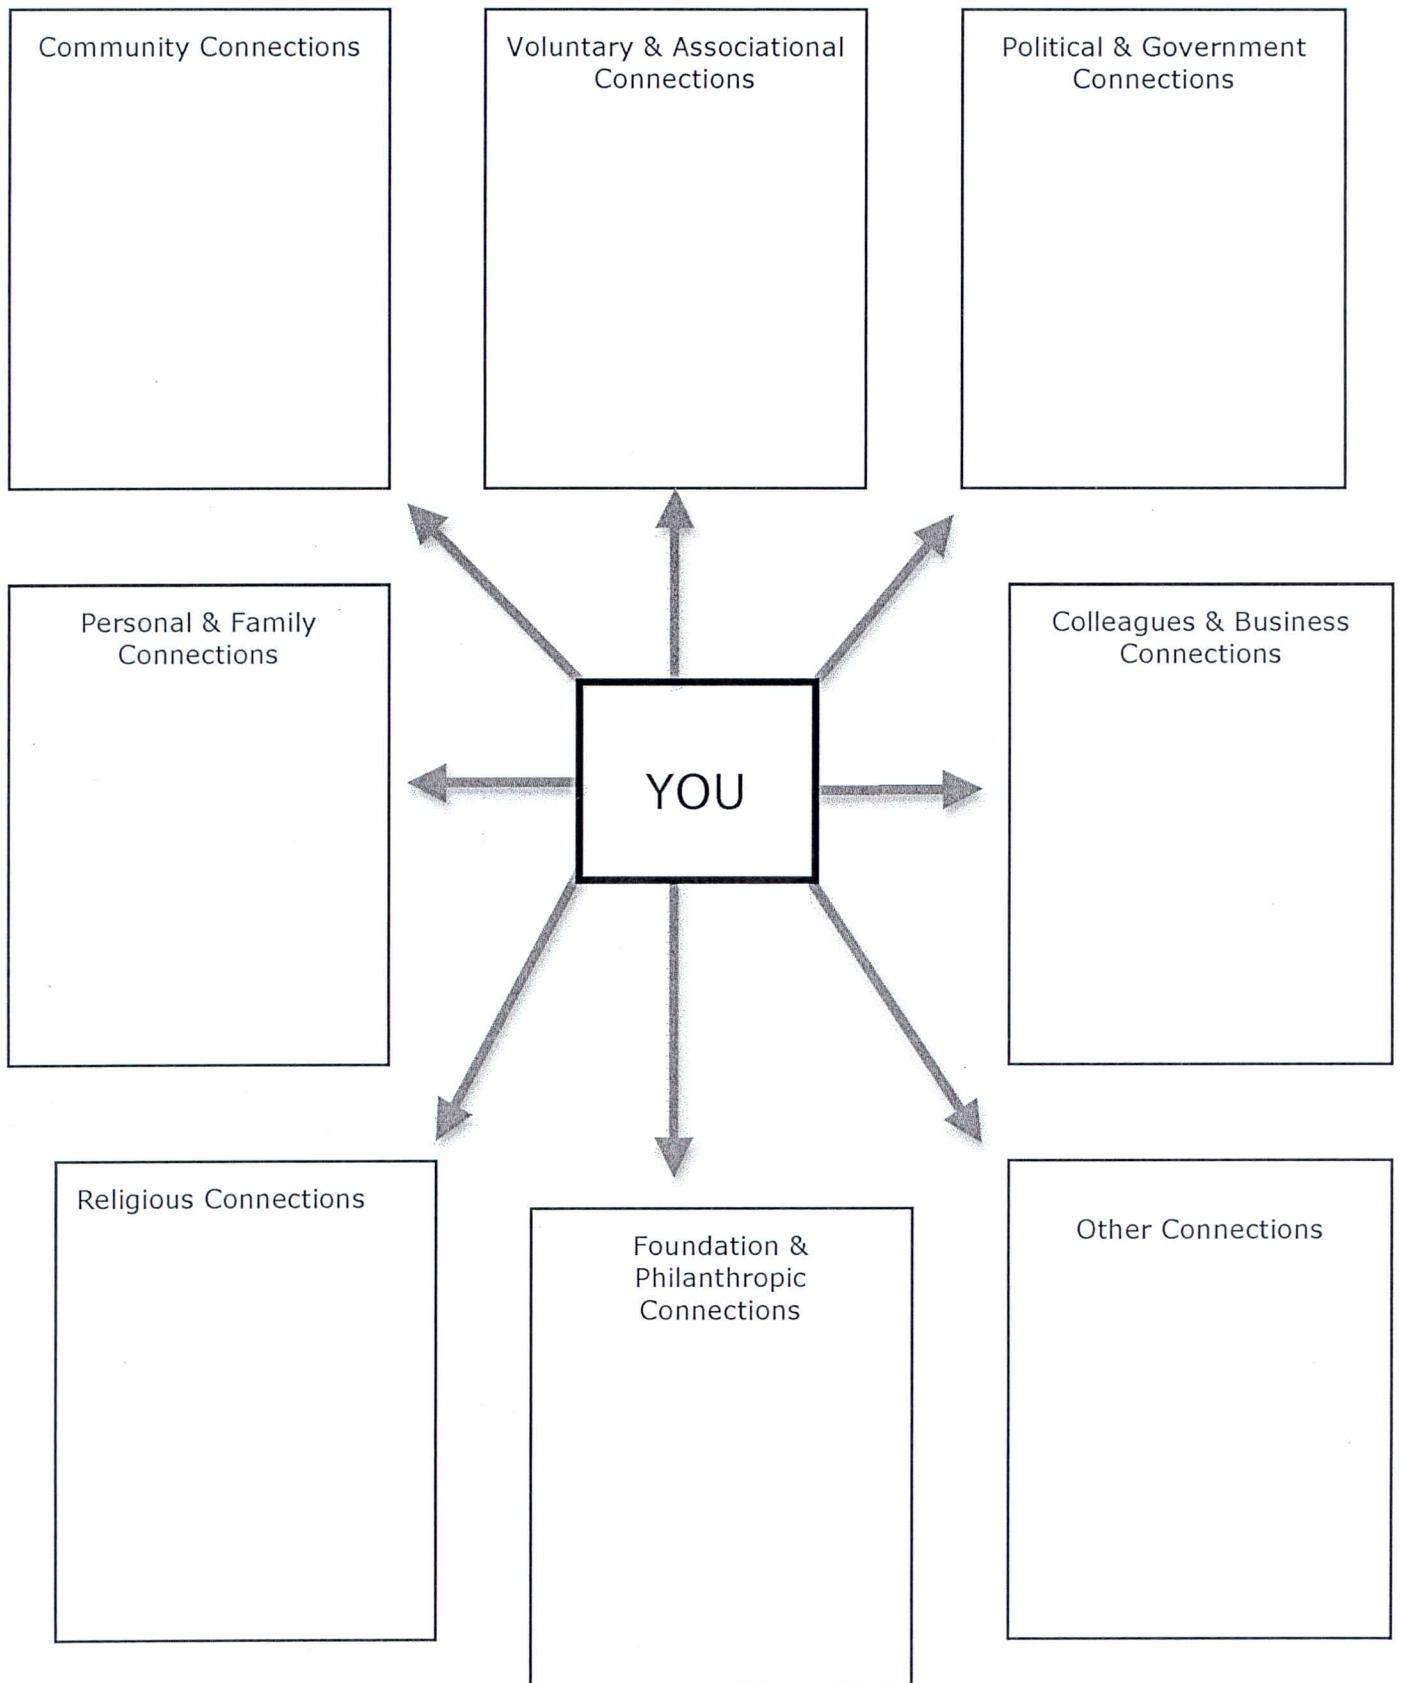 Community Connections
Voluntary & Associational
Connections
Political & Government
Connections
Personal & Family
Connections
YOU
Colleagues & Business
Connections
Religious Connections
Foundation &
Philanthropic
Connections
Other Connections